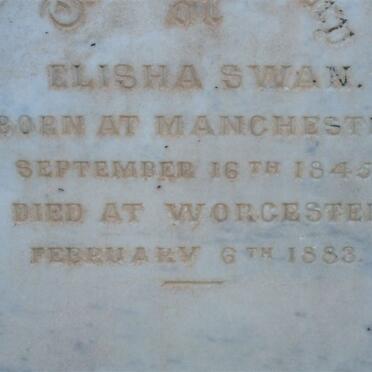 ELISHA SWAN.
BORN AT MANCHEST
SEPTEMBER 16TH 1845
DIED AT WORCESTE
FEBRUARY 6TH 1883.